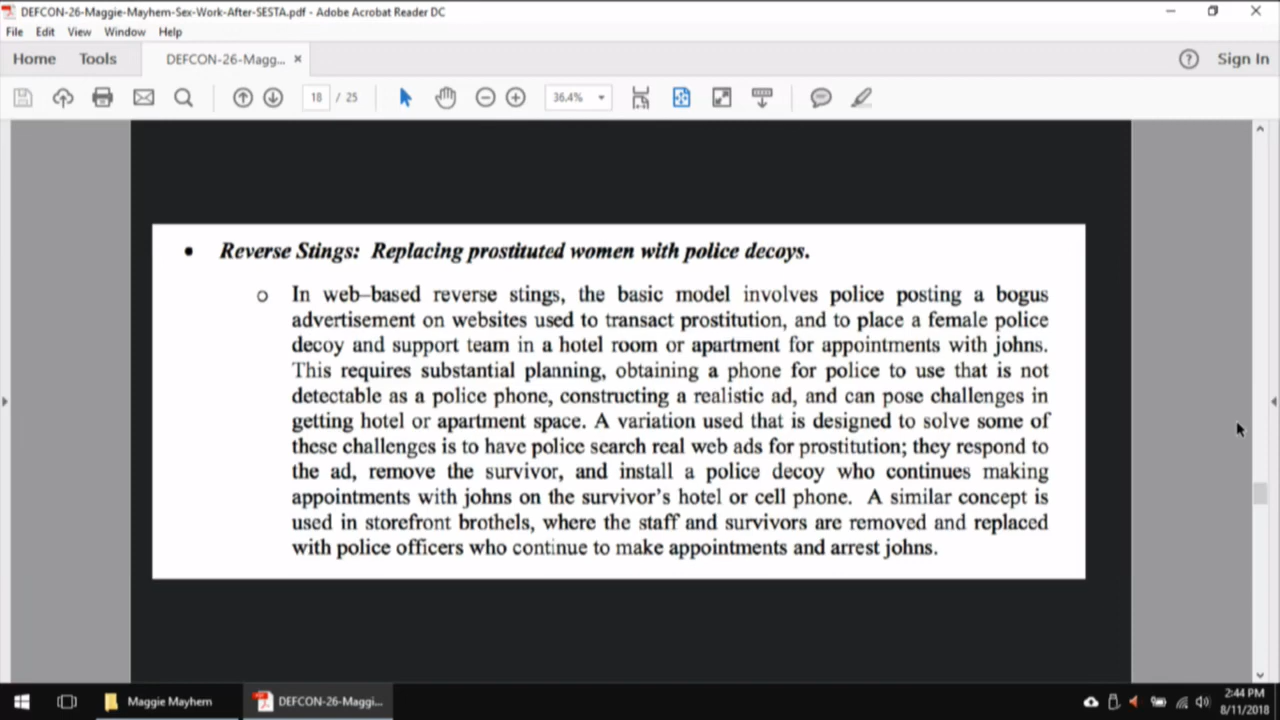 DEFCON-26-Maggie-Mayhem-Sex-Work-After-SESTA.pdf - Adobe Acrobat Reader DC
File Edit View Window Help
Home Tools DEFCON-26-Magg... × Sign In
18 / 25 36.4%
• Reverse Stings: Replacing prostituted women with police decoys.
o In web–based reverse stings, the basic model involves police posting a bogus
advertisement on websites used to transact prostitution, and to place a female police
decoy and support team in a hotel room or apartment for appointments with johns.
This requires substantial planning, obtaining a phone for police to use that is not
detectable as a police phone, constructing a realistic ad, and can pose challenges in
getting hotel or apartment space. A variation used that is designed to solve some of
these challenges is to have police search real web ads for prostitution; they respond to
the ad, remove the survivor, and install a police decoy who continues making
appointments with johns on the survivor's hotel or cell phone. A similar concept is
used in storefront brothels, where the staff and survivors are removed and replaced
with police officers who continue to make appointments and arrest johns.
Maggie Mayhem DEFCON-26-Maggi... 2:44 PM
8/11/2018